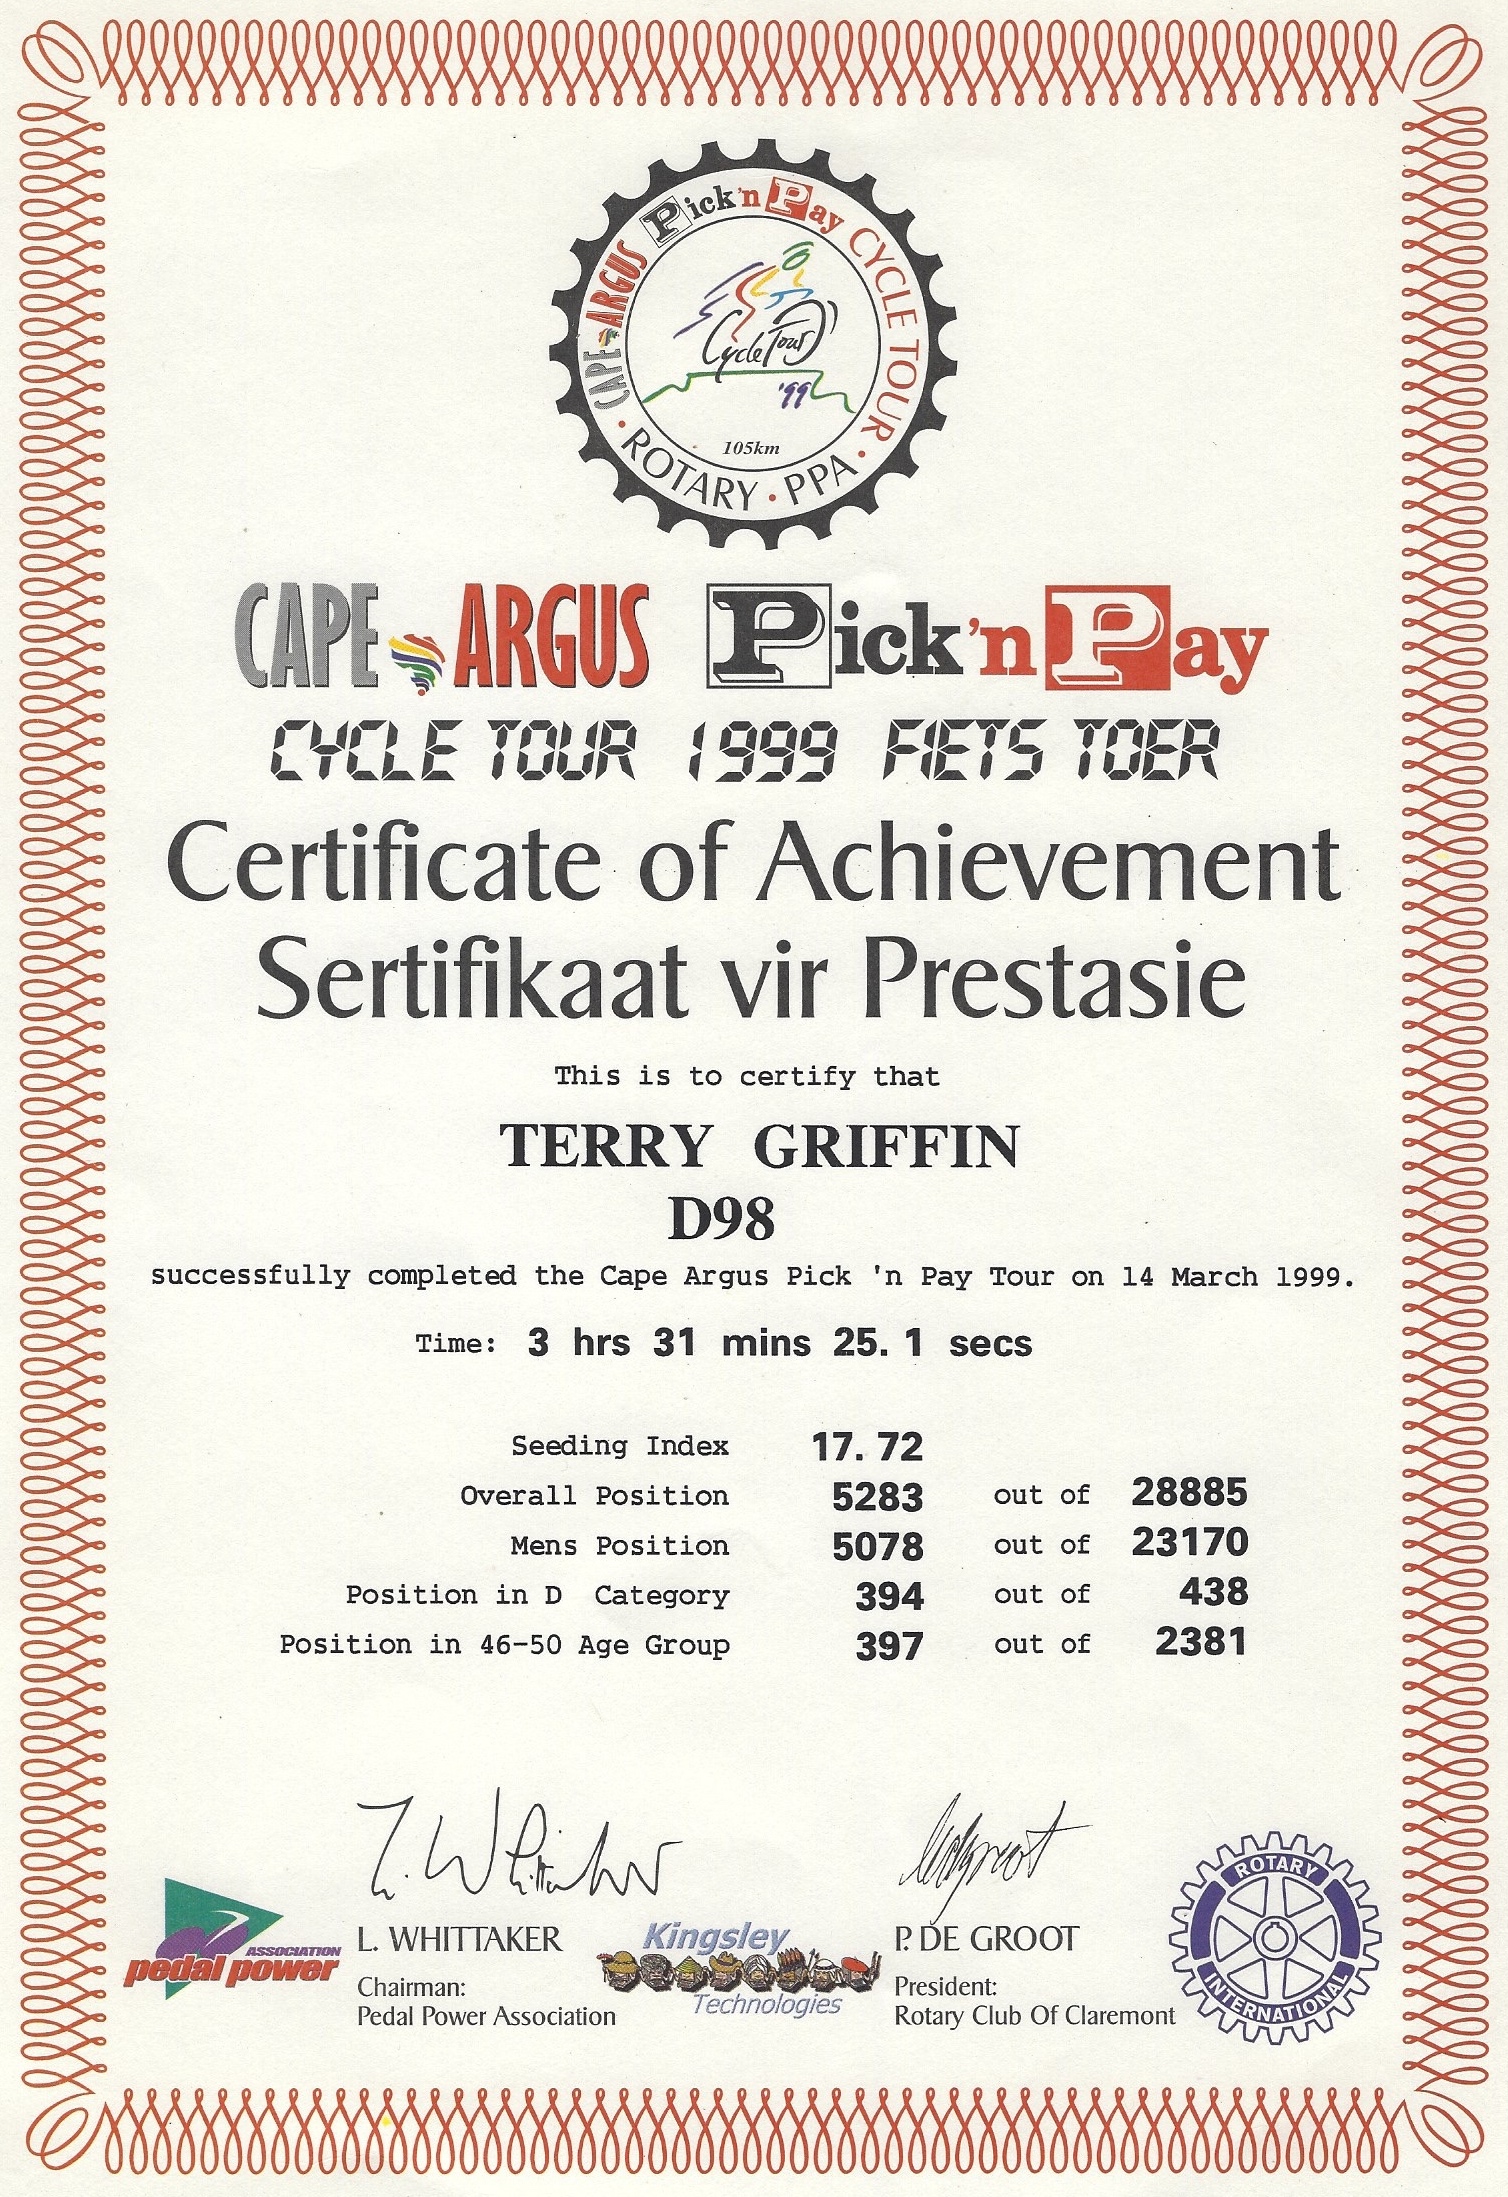 CAPE ARGUS Pick 'n Pay CYCLE TOUR · ROTARY · PPA ·
Cycle Tour
'99
105km
CAPE ARGUS Pick 'n Pay
CYCLE TOUR 1999 FIETS TOER
Certificate of Achievement
Sertifikaat vir Prestasie
This is to certify that
TERRY GRIFFIN
D98
successfully completed the Cape Argus Pick 'n Pay Tour on 14 March 1999.
Time: 3 hrs 31 mins 25.1 secs
Seeding Index 17.72
Overall Position 5283 out of 28885
Mens Position 5078 out of 23170
Position in D Category 394 out of 438
Position in 46-50 Age Group 397 out of 2381
L. Whittaker
pedal power ASSOCIATION
L. WHITTAKER
Chairman:
Pedal Power Association
Kingsley
Technologies
P. DE GROOT
President:
Rotary Club Of Claremont
ROTARY
INTERNATIONAL